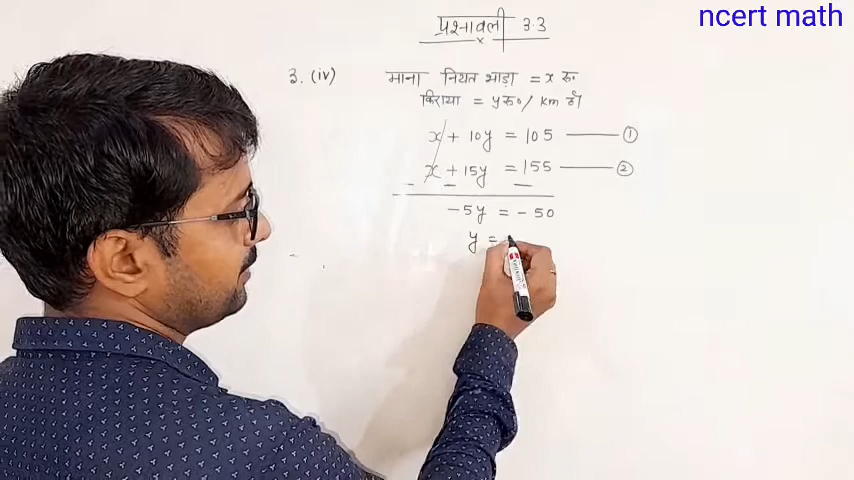 ncert math
प्रश्नावली 3.3
x
3. (iv) माना नियत भाड़ा = x रु०
किराया = y रु०/km हो
x + 10y = 105 ——— ①
x + 15y = 155 ——— ②
- - -
-5y = -50
y =